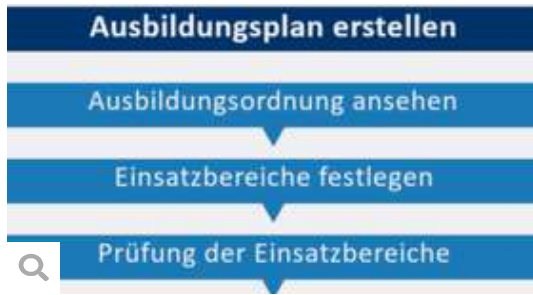 Ausbildungsplan erstellen
Ausbildungsordnung ansehen
Einsatzbereiche festlegen
Prüfung der Einsatzbereiche